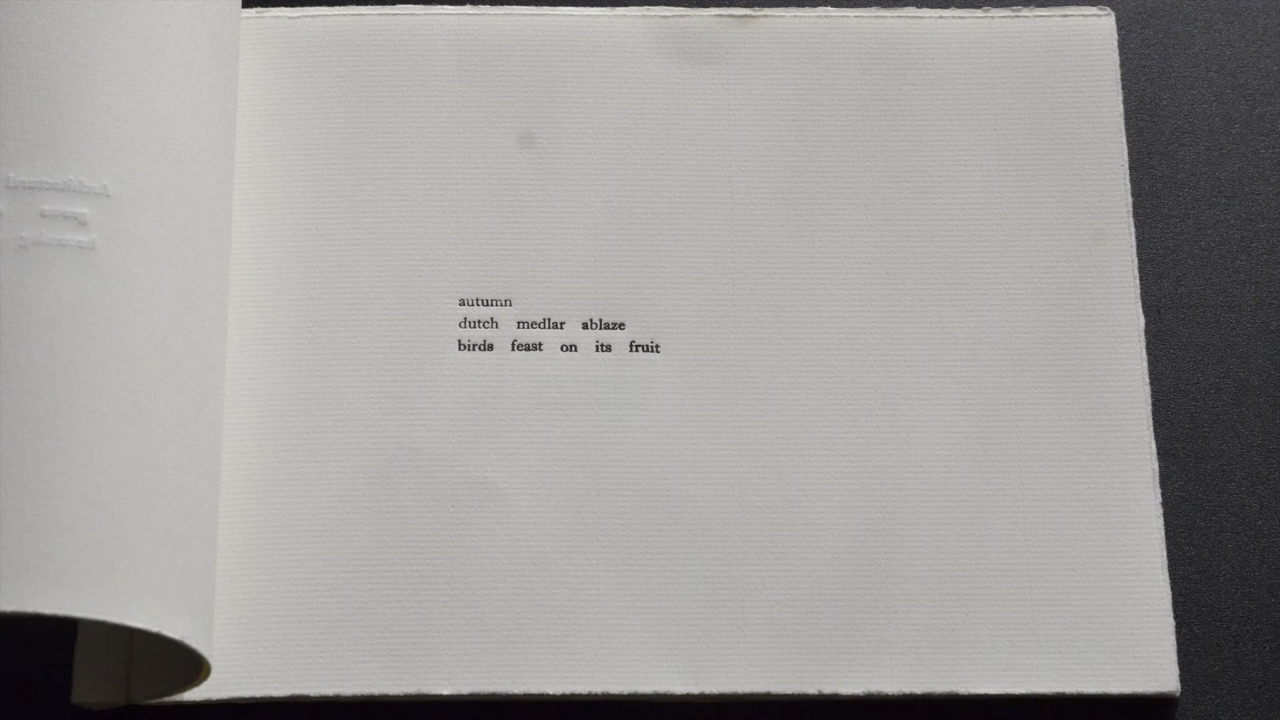 autumn
dutch medlar ablaze
birds feast on its fruit